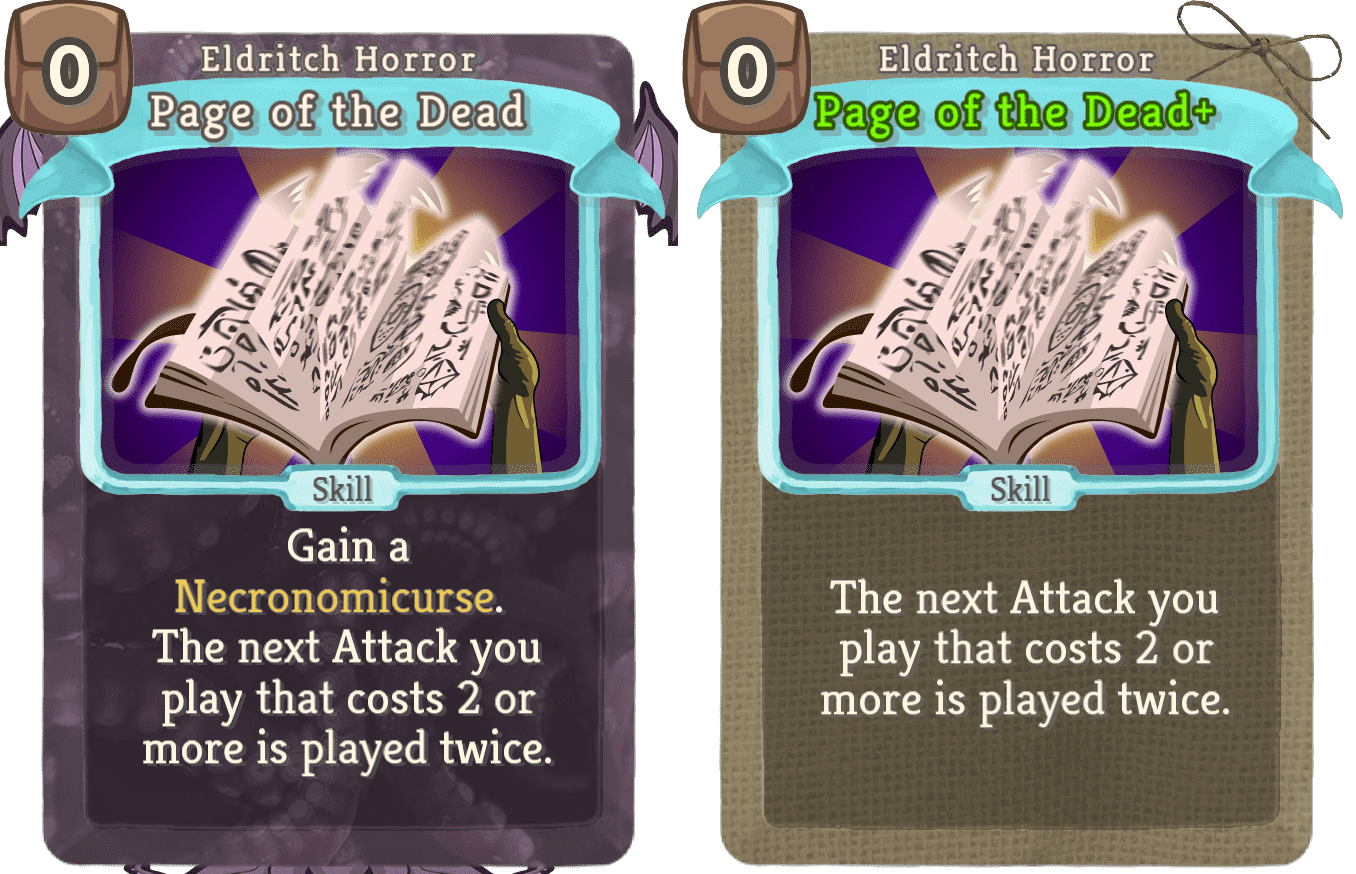 0
Eldritch Horror
Page of the Dead
Skill
Gain a
Necronomicurse.
The next Attack you
play that costs 2 or
more is played twice.
0
Eldritch Horror
Page of the Dead+
Skill
The next Attack you
play that costs 2 or
more is played twice.